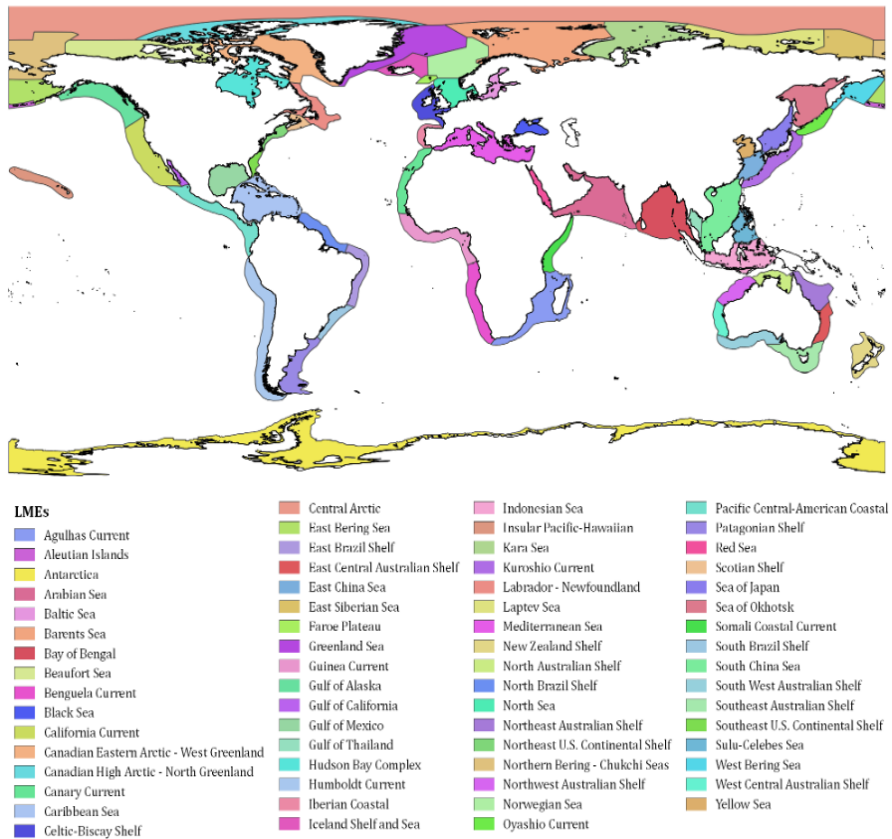 LMEs
Agulhas Current
Aleutian Islands
Antarctica
Arabian Sea
Baltic Sea
Barents Sea
Bay of Bengal
Beaufort Sea
Benguela Current
Black Sea
California Current
Canadian Eastern Arctic - West Greenland
Canadian High Arctic - North Greenland
Canary Current
Caribbean Sea
Celtic-Biscay Shelf
Central Arctic
East Bering Sea
East Brazil Shelf
East Central Australian Shelf
East China Sea
East Siberian Sea
Faroe Plateau
Greenland Sea
Guinea Current
Gulf of Alaska
Gulf of California
Gulf of Mexico
Gulf of Thailand
Hudson Bay Complex
Humboldt Current
Iberian Coastal
Iceland Shelf and Sea
Indonesian Sea
Insular Pacific-Hawaiian
Kara Sea
Kuroshio Current
Labrador - Newfoundland
Laptev Sea
Mediterranean Sea
New Zealand Shelf
North Australian Shelf
North Brazil Shelf
North Sea
Northeast Australian Shelf
Northeast U.S. Continental Shelf
Northern Bering - Chukchi Seas
Northwest Australian Shelf
Norwegian Sea
Oyashio Current
Pacific Central-American Coastal
Patagonian Shelf
Red Sea
Scotian Shelf
Sea of Japan
Sea of Okhotsk
Somali Coastal Current
South Brazil Shelf
South China Sea
South West Australian Shelf
Southeast Australian Shelf
Southeast U.S. Continental Shelf
Sulu-Celebes Sea
West Bering Sea
West Central Australian Shelf
Yellow Sea